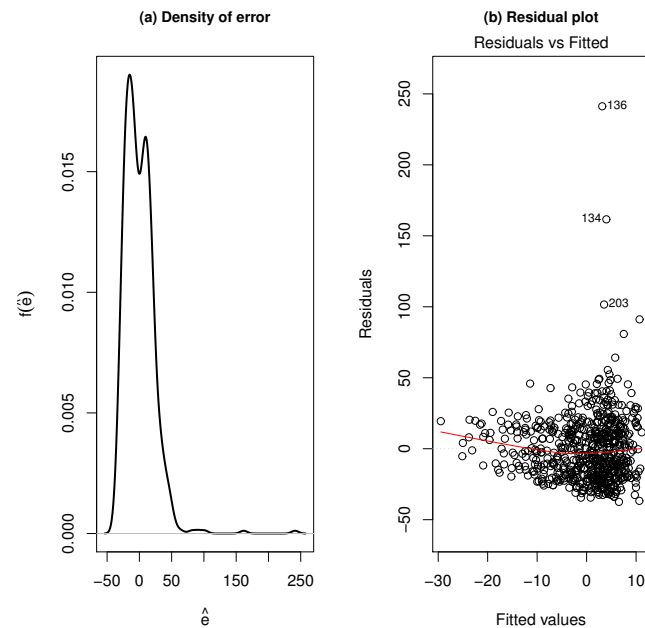 (a) Density of error
0.000 0.005 0.010 0.015
f(ê)
−50 0 50 150 250
ê
(b) Residual plot
Residuals vs Fitted
−50 0 50 100 150 200 250
Residuals
136
134
203
−30 −20 −10 0 10
Fitted values